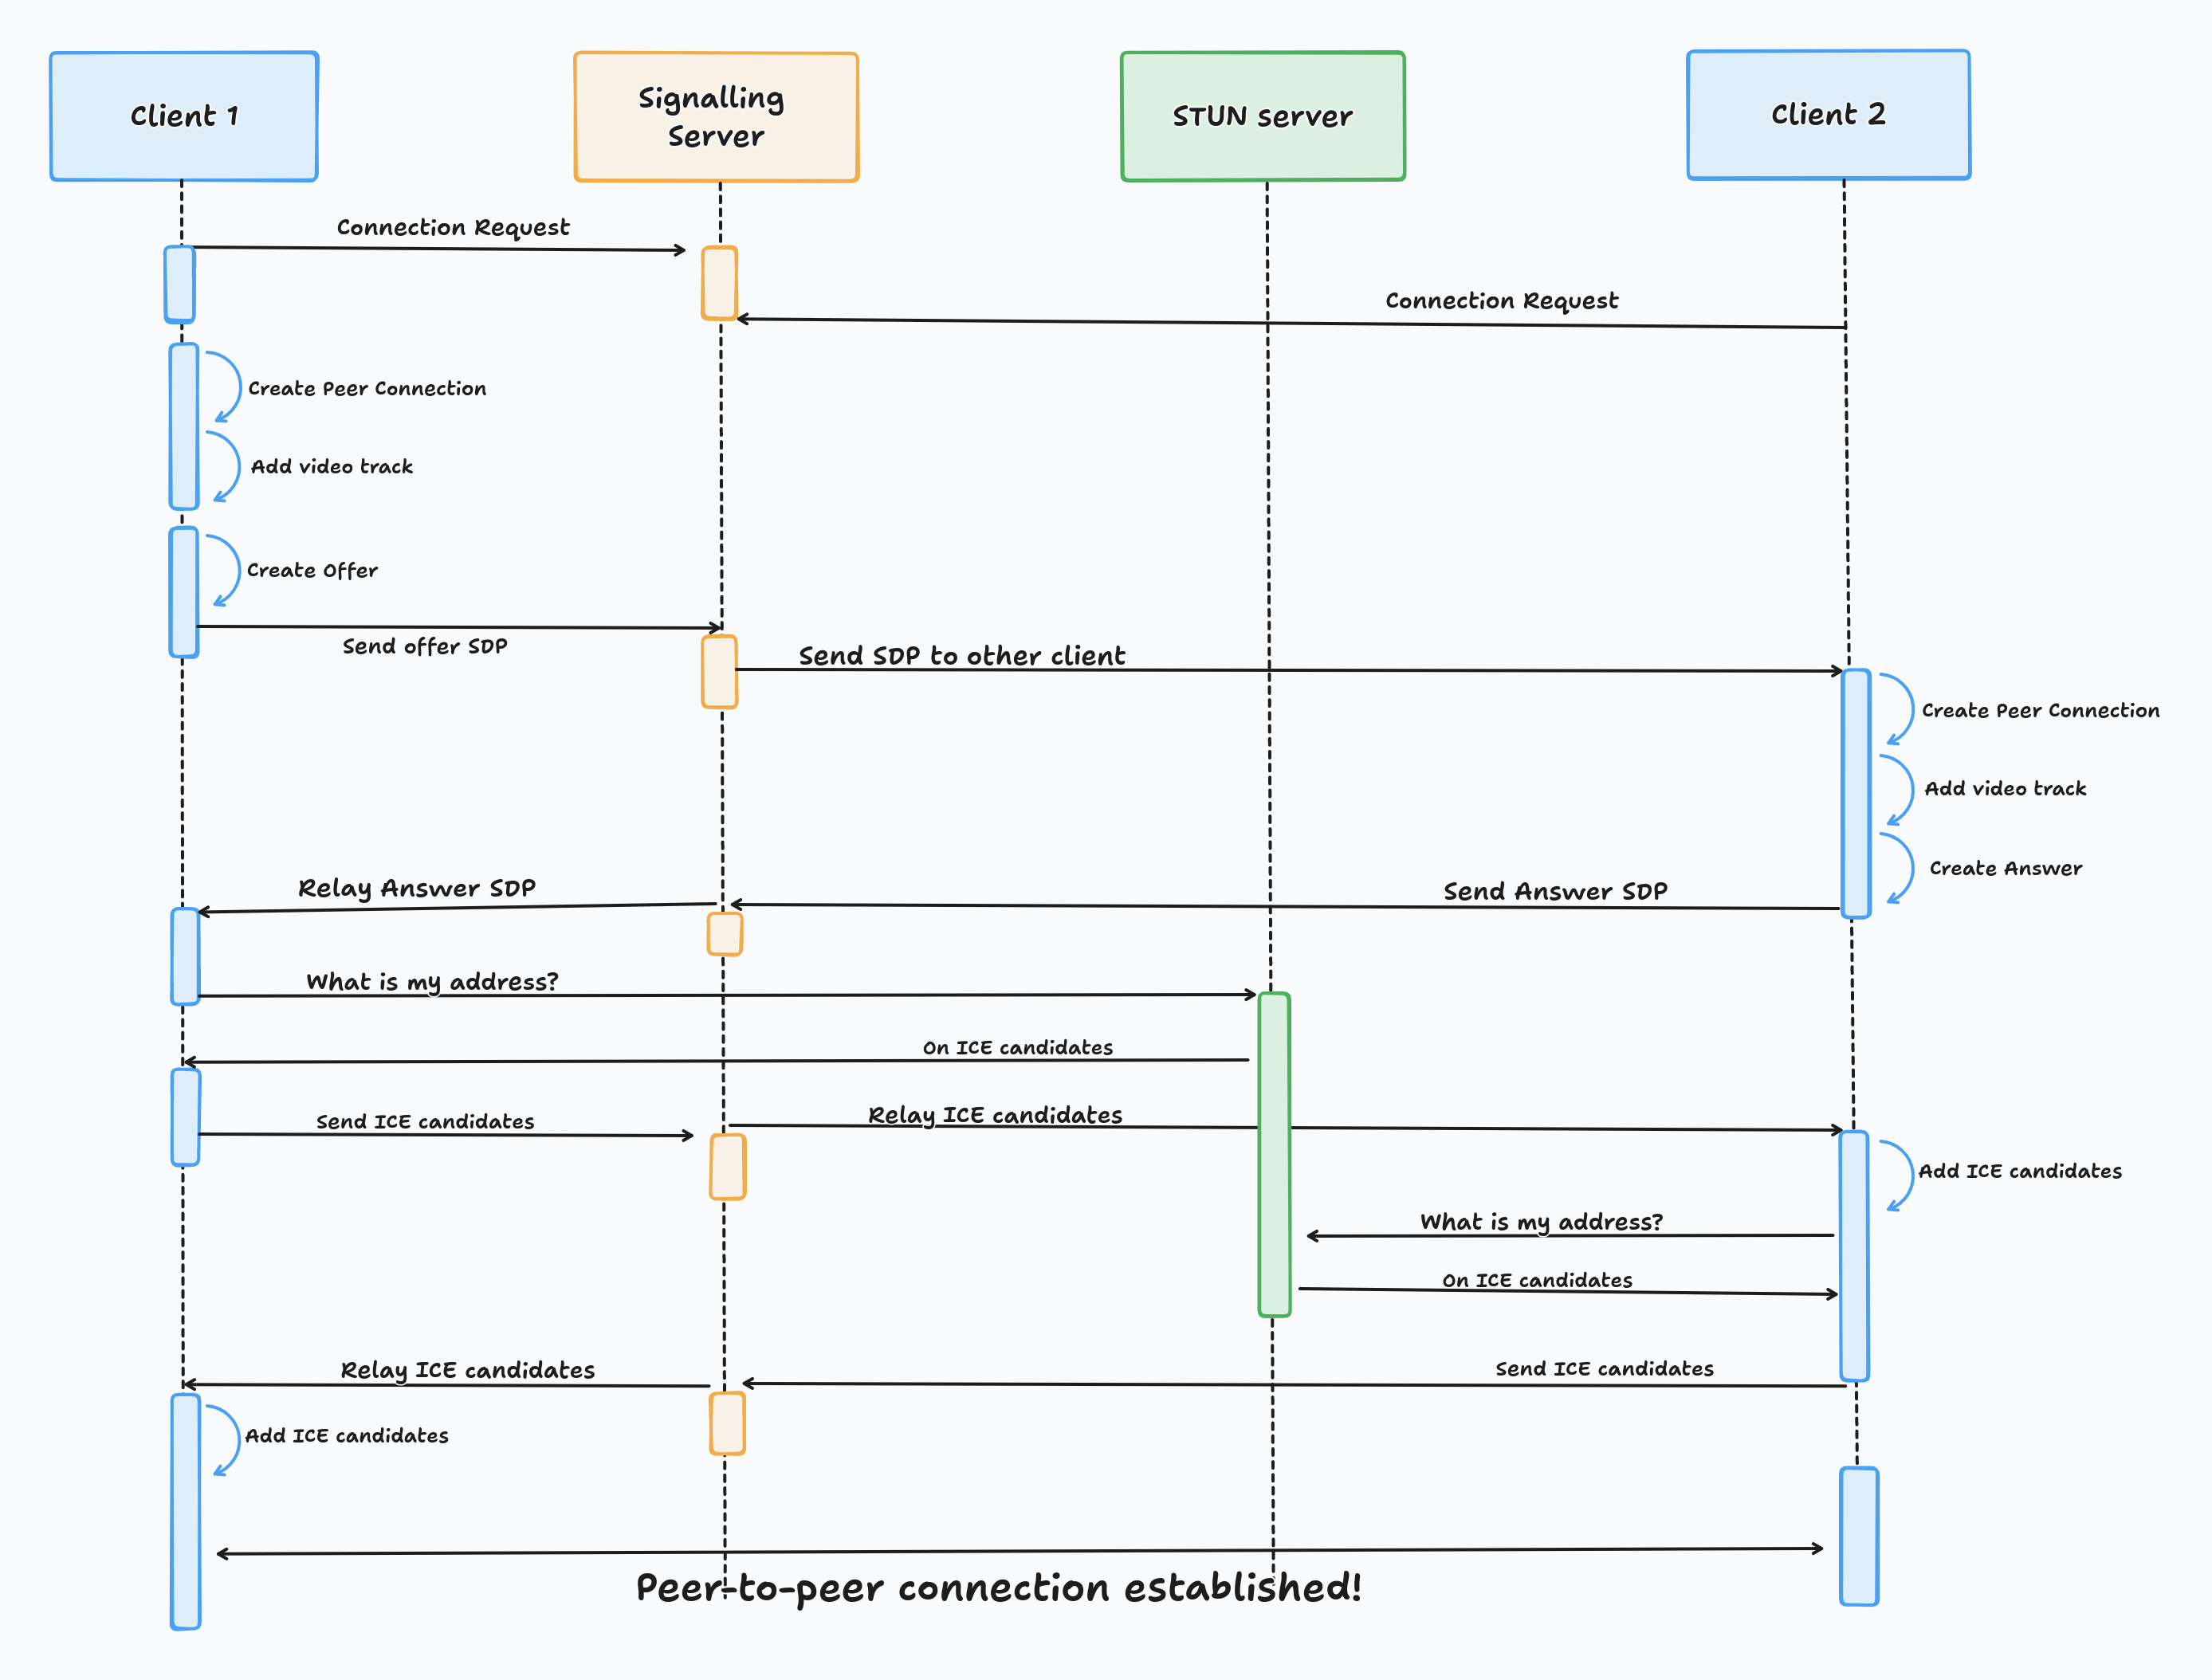 Client 1
Signalling
Server
STUN server
Client 2
Connection Request
Connection Request
Create Peer Connection
Add video track
Create Offer
Send offer SDP
Send SDP to other client
Create Peer Connection
Add video track
Create Answer
Relay Answer SDP
Send Answer SDP
What is my address?
On ICE candidates
Send ICE candidates
Relay ICE candidates
Add ICE candidates
What is my address?
On ICE candidates
Relay ICE candidates
Send ICE candidates
Add ICE candidates
Peer-to-peer connection established!